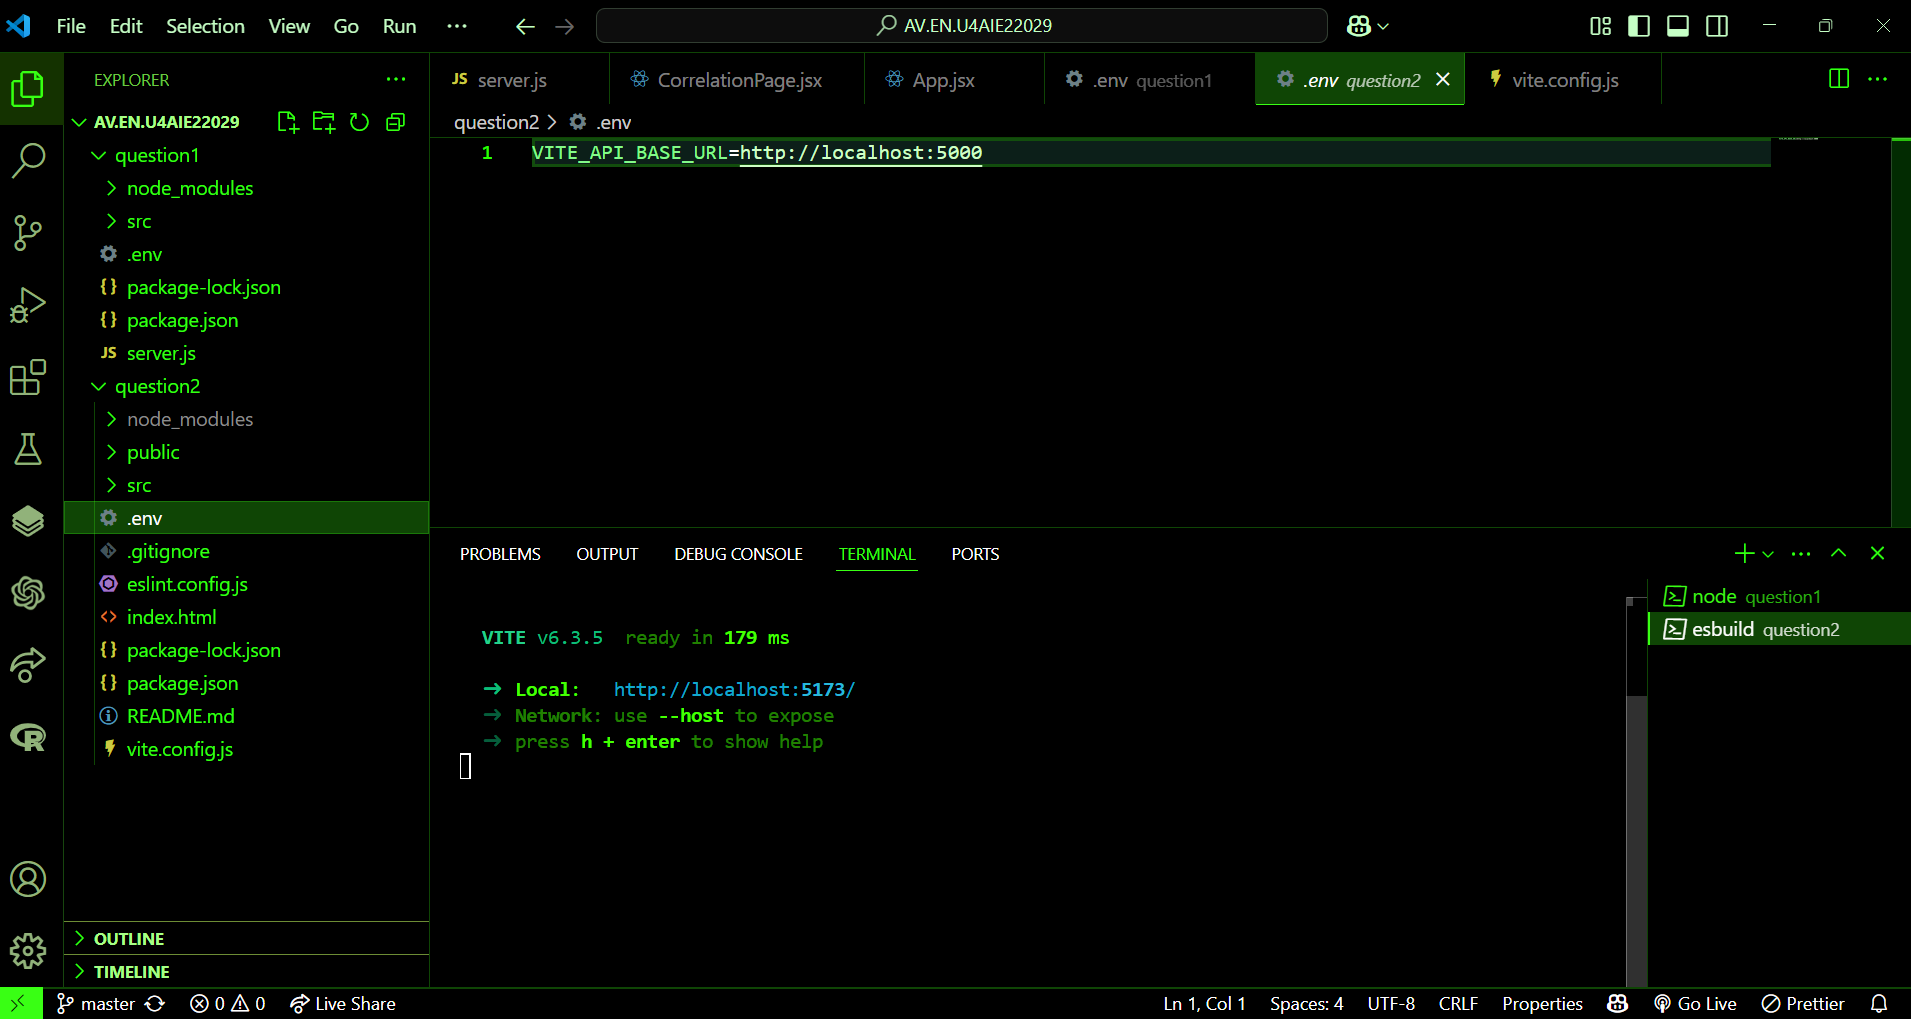 File Edit Selection View Go Run ··· AV.EN.U4AIE22029
EXPLORER ···
JS server.js CorrelationPage.jsx App.jsx .env question1 .env question2 vite.config.js
AV.EN.U4AIE22029
question2 > .env
question1
node_modules
src
.env
{} package-lock.json
{} package.json
JS server.js
question2
node_modules
public
src
.env
.gitignore
eslint.config.js
<> index.html
{} package-lock.json
{} package.json
README.md
vite.config.js
OUTLINE
TIMELINE
1 VITE_API_BASE_URL=http://localhost:5000
PROBLEMS OUTPUT DEBUG CONSOLE TERMINAL PORTS
VITE v6.3.5 ready in 179 ms
➜ Local: http://localhost:5173/
➜ Network: use --host to expose
➜ press h + enter to show help
node question1
esbuild question2
master 0 0 Live Share Ln 1, Col 1 Spaces: 4 UTF-8 CRLF Properties Go Live Prettier